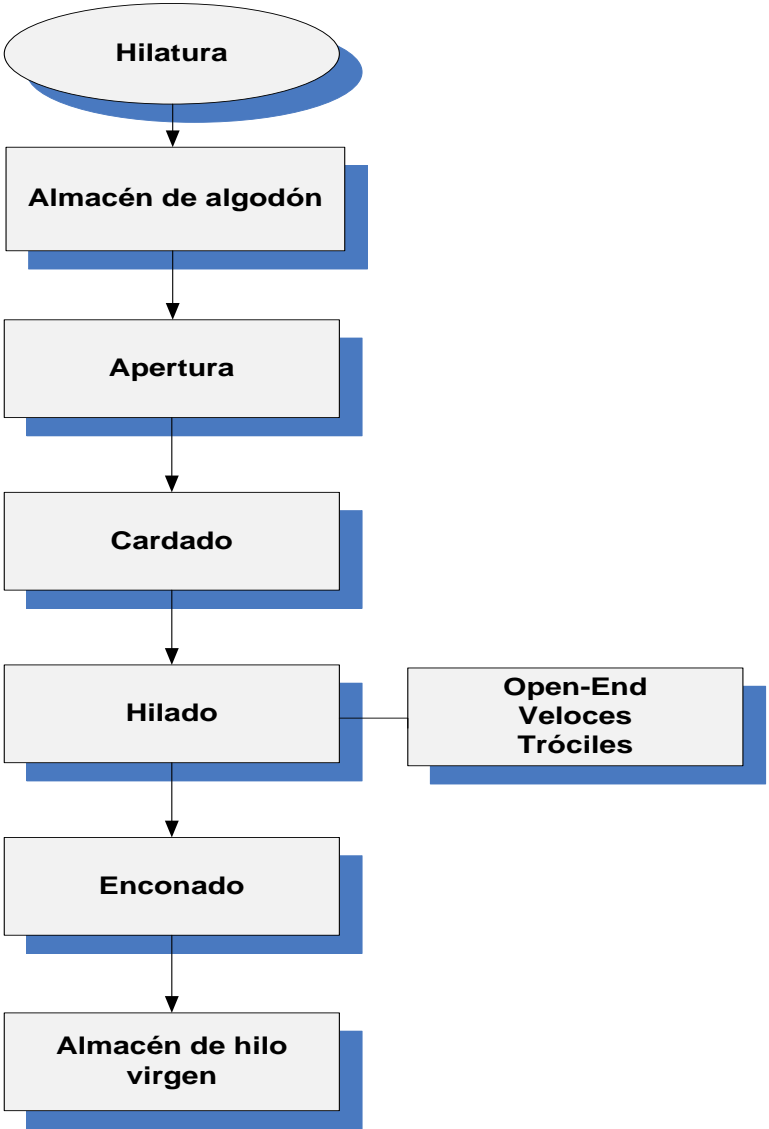 Hilatura
Almacén de algodón
Apertura
Cardado
Hilado
Open-End
Veloces
Tróciles
Enconado
Almacén de hilo
virgen